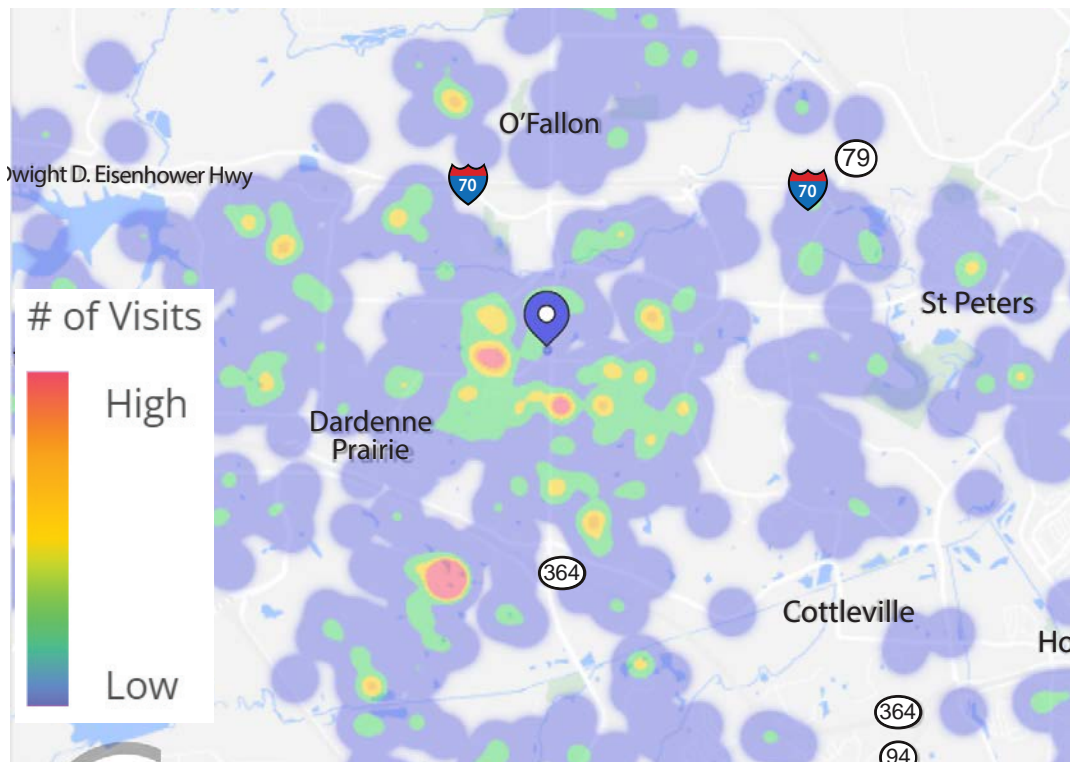 O'Fallon
79
Dwight D. Eisenhower Hwy
70
70
St Peters
# of Visits
High
Dardenne
Prairie
364
Cottleville
Ho
Low
364
94